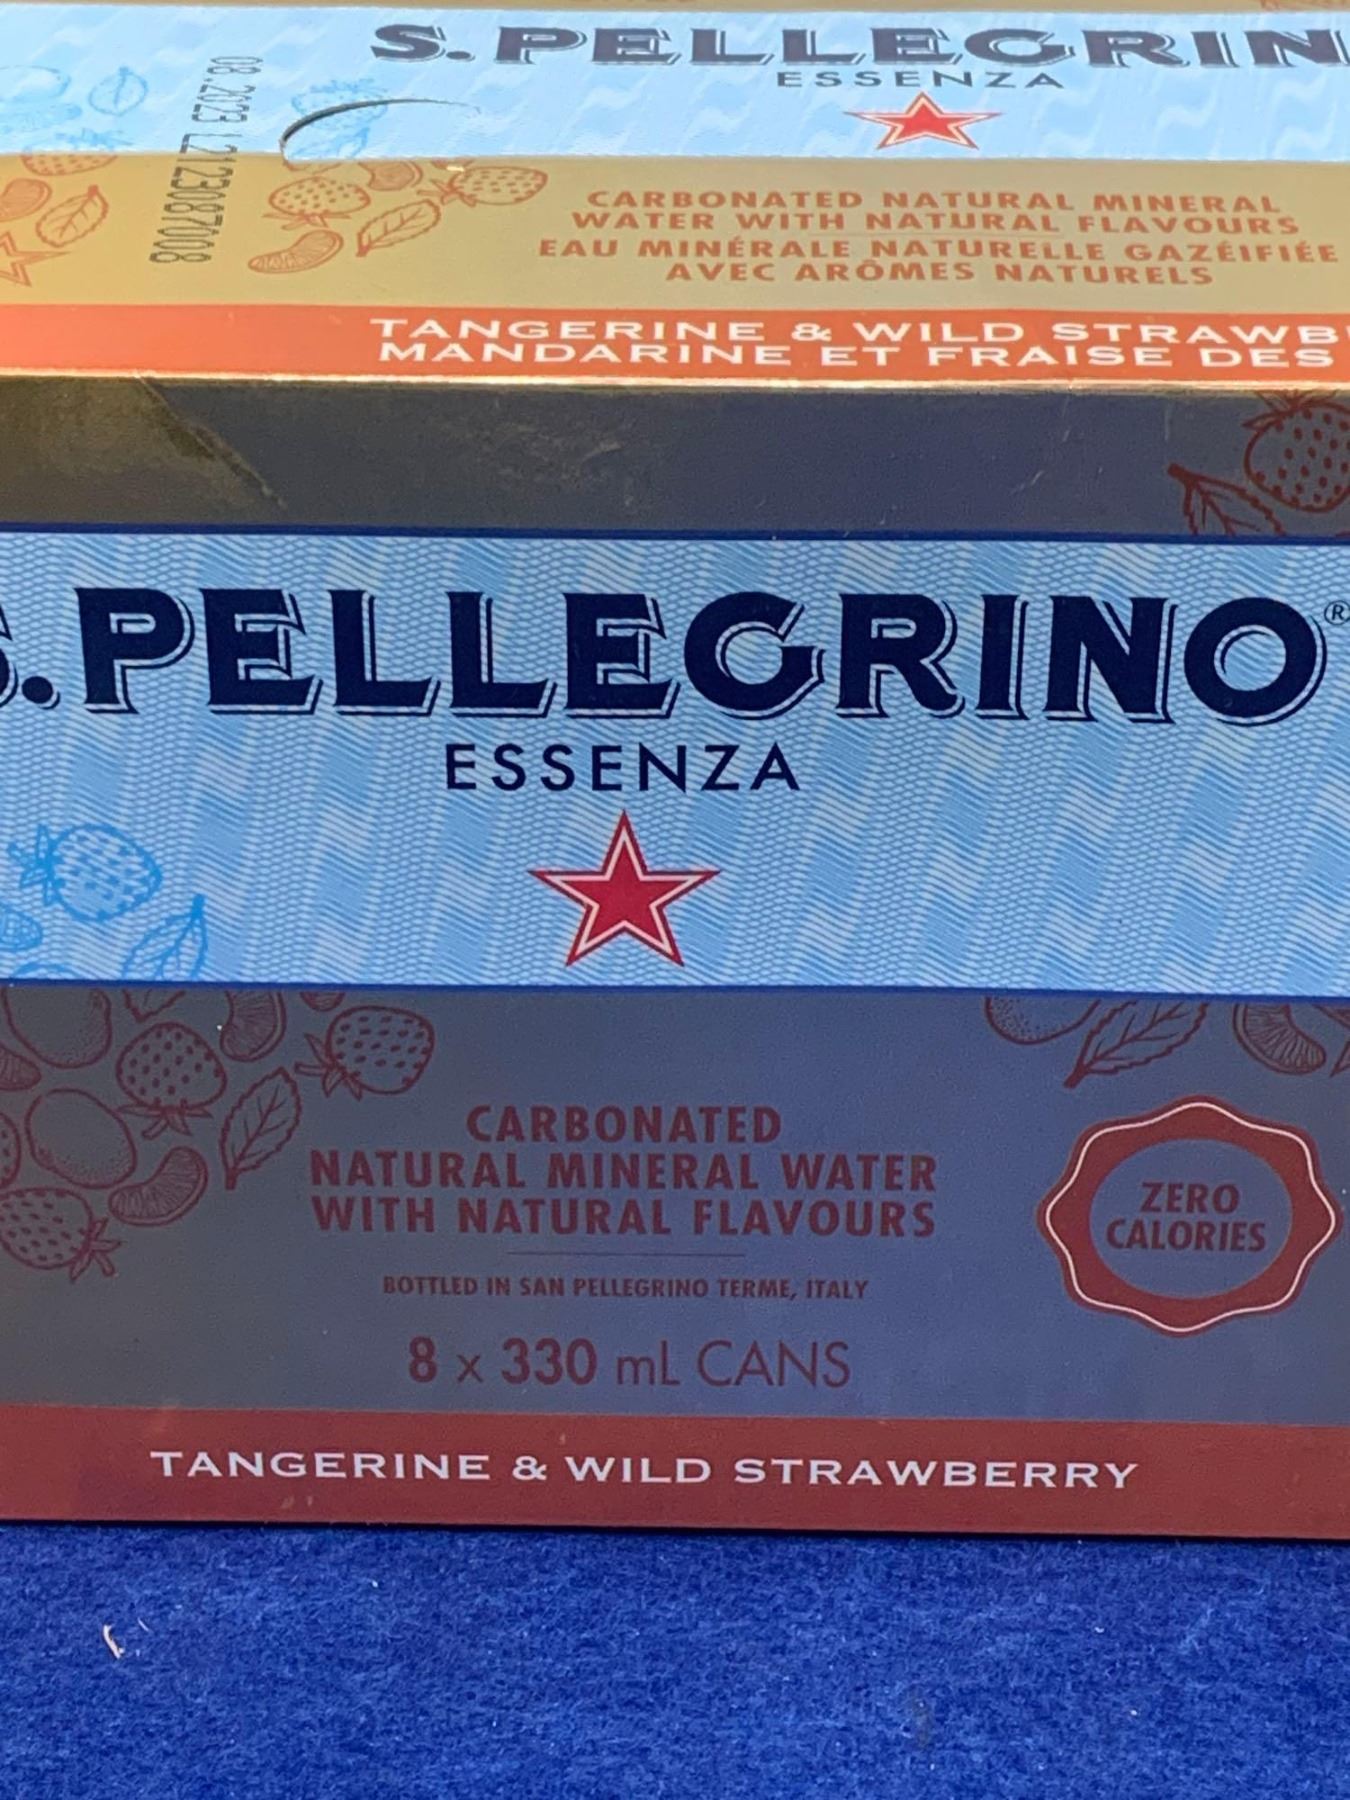 S. PELLEGRIN
ESSENZA
08.2023 L21230870008
CARBONATED NATURAL MINERAL
WATER WITH NATURAL FLAVOURS
EAU MINÉRALE NATURELLE GAZÉIFIÉE
AVEC ARÔMES NATURELS
TANGERINE & WILD STRAWB
MANDARINE ET FRAISE DES
S.PELLEGRINO®
ESSENZA
CARBONATED
NATURAL MINERAL WATER
WITH NATURAL FLAVOURS
BOTTLED IN SAN PELLEGRINO TERME, ITALY
8 x 330 mL CANS
ZERO
CALORIES
TANGERINE & WILD STRAWBERRY